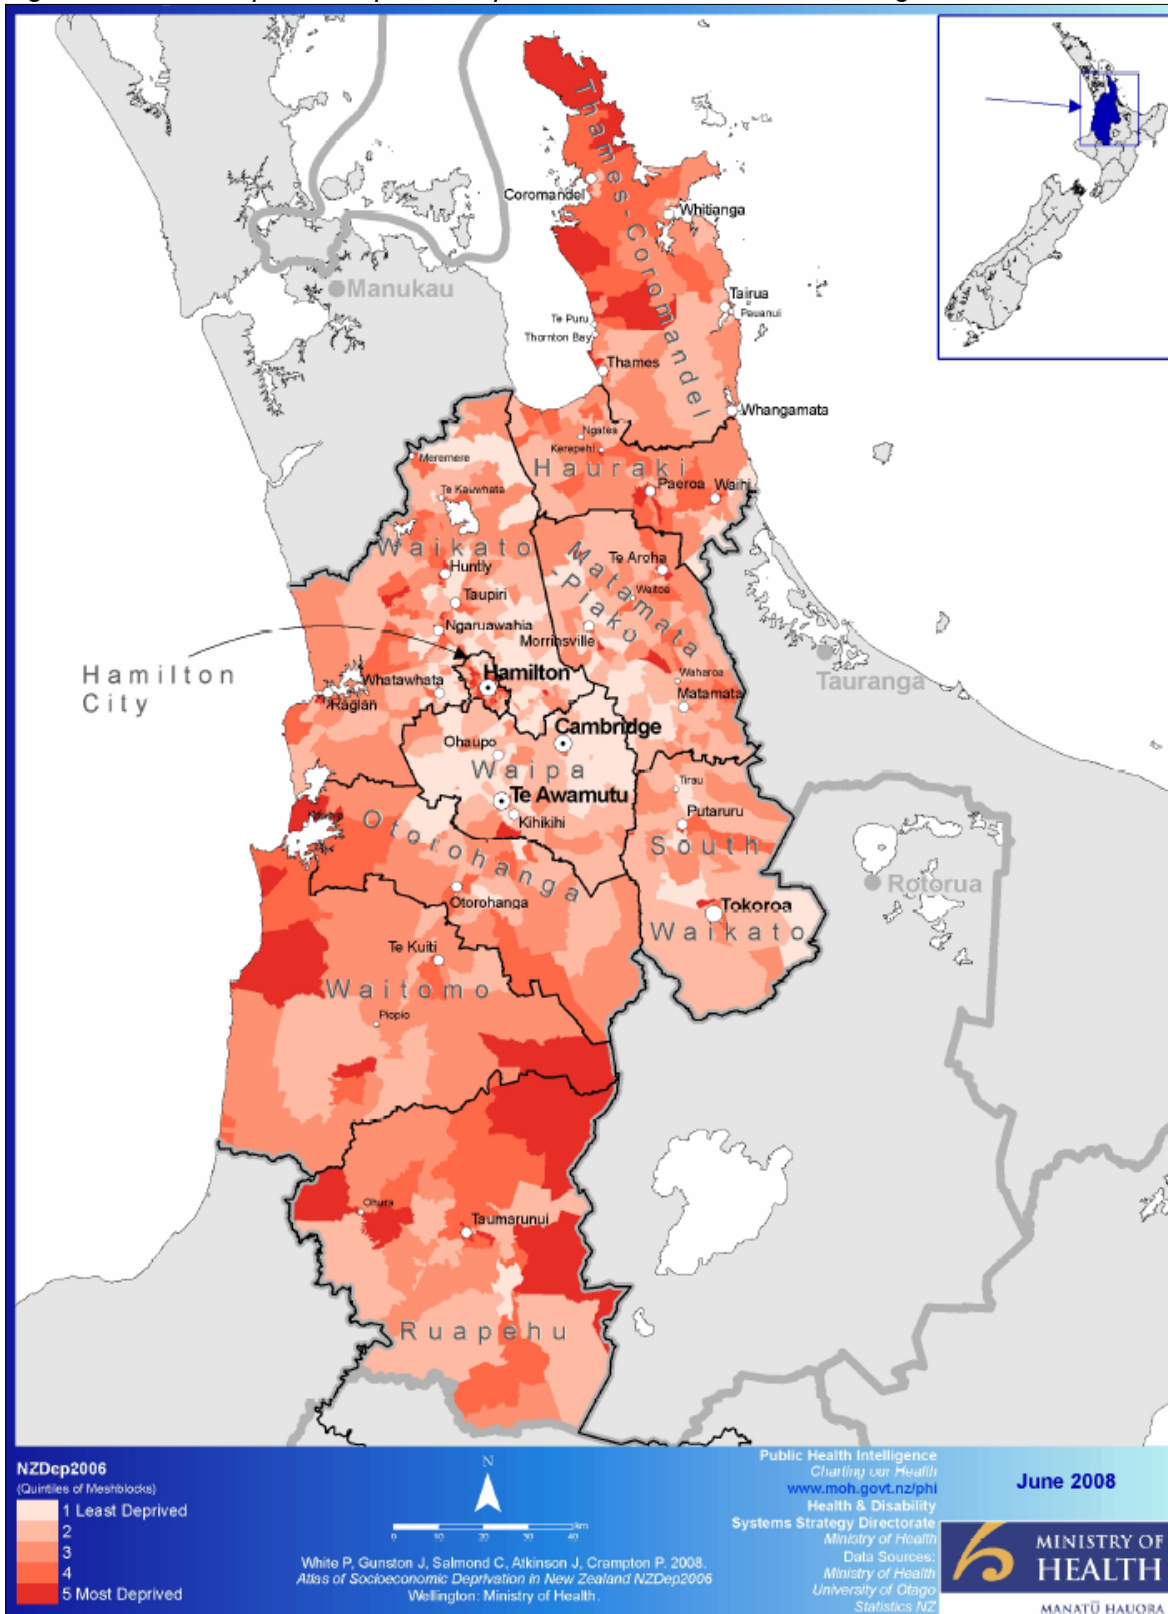 Thames-Coromandel
Coromandel
Whitianga
Manukau
Tairua
Pauanui
Te Puru
Thornton Bay
Thames
Whangamata
Ngatea
Kerepehi
Hauraki
Meremere
Paeroa
Waihi
Te Kauwhata
Waikato
Matamata
-Piako
Te Aroha
Huntly
Waitoa
Taupiri
Ngaruawahia
Morrinsville
Hamilton
City
Hamilton
Whatawhata
Waharoa
Tauranga
Matamata
Raglan
Cambridge
Ohaupo
Waipa
Tirau
Te Awamutu
Putaruru
Kihikihi
Otorohanga
South
Waikato
Rotorua
Otorohanga
Tokoroa
Te Kuiti
Waitomo
Piopio
Ohura
Taumarunui
Ruapehu
NZDep2006
(Quintiles of Meshblocks)
1 Least Deprived
2
3
4
5 Most Deprived
N
km
0 10 20 30 40
White P, Gunston J, Salmond C, Atkinson J, Crampton P. 2008.
Atlas of Socioeconomic Deprivation in New Zealand NZDep2006
Wellington: Ministry of Health.
Public Health Intelligence
Charting our Health
www.moh.govt.nz/phi
Health & Disability
Systems Strategy Directorate
Ministry of Health
Data Sources:
Ministry of Health
University of Otago
Statistics NZ
June 2008
MINISTRY OF
HEALTH
MANATŪ HAUORA